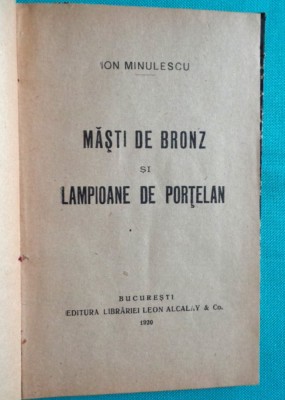 ION MINULESCU
MĂȘTI DE BRONZ
ȘI
LAMPIOANE DE PORȚELAN
BUCUREȘTI
EDITURA LIBRĂRIEI LEON ALCALAY & Co.
1920